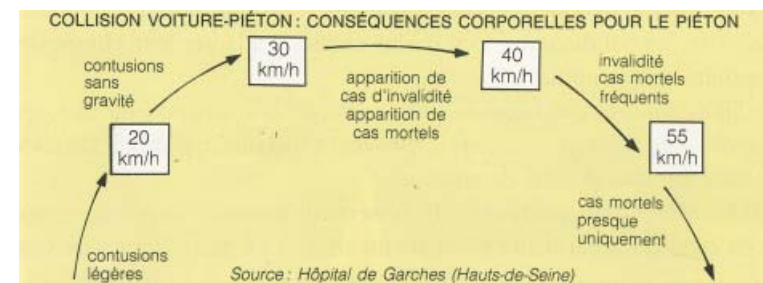 COLLISION VOITURE-PIÉTON : CONSÉQUENCES CORPORELLES POUR LE PIÉTON
contusions
légères
20
km/h
contusions
sans
gravité
30
km/h
apparition de
cas d'invalidité
apparition de
cas mortels
40
km/h
invalidité
cas mortels
fréquents
55
km/h
cas mortels
presque
uniquement
Source : Hôpital de Garches (Hauts-de-Seine)